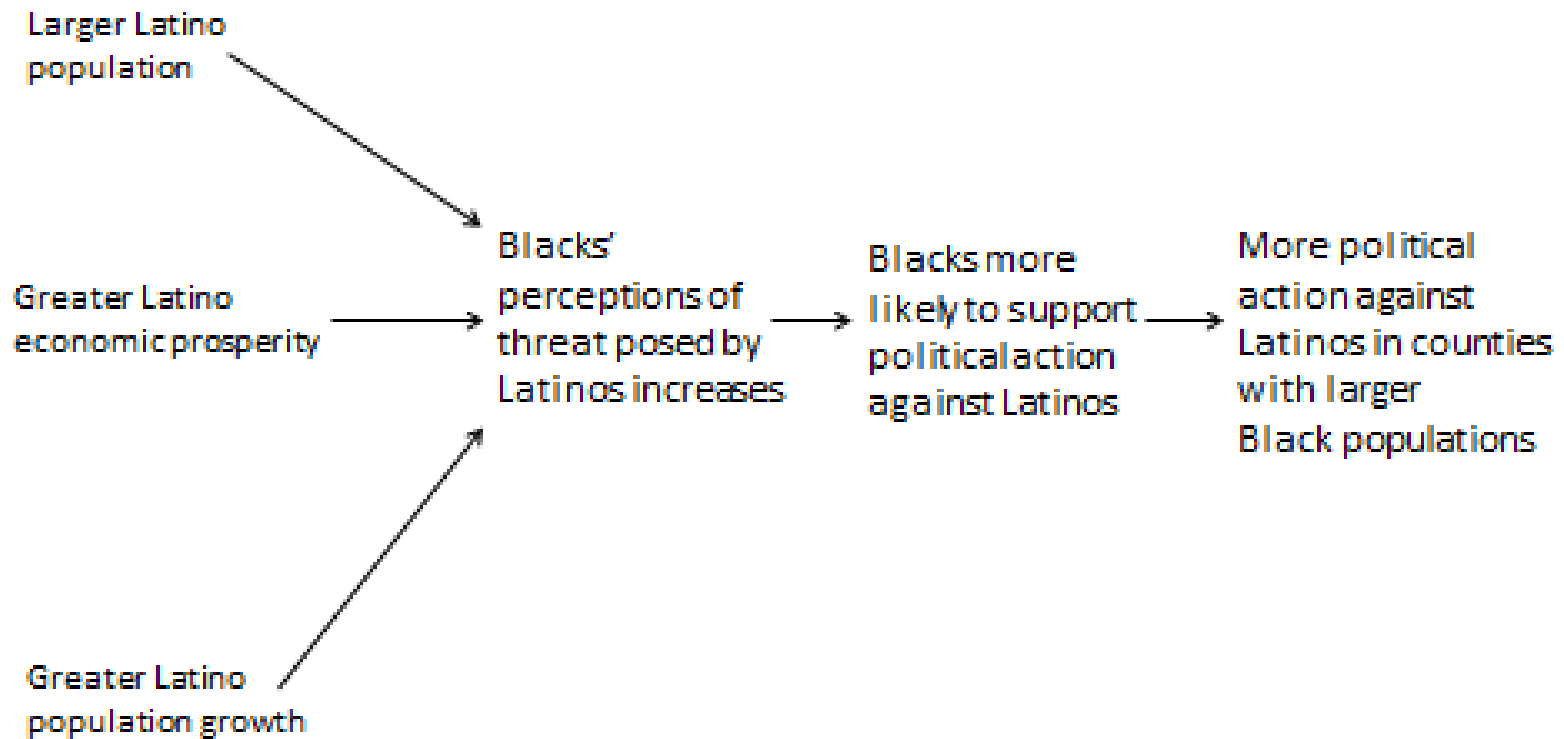 Larger Latino
population
Greater Latino
economic prosperity
Greater Latino
population growth
Blacks'
perceptions of
threat posed by
Latinos increases
Blacks more
likely to support
political action
against Latinos
More political
action against
Latinos in counties
with larger
Black populations